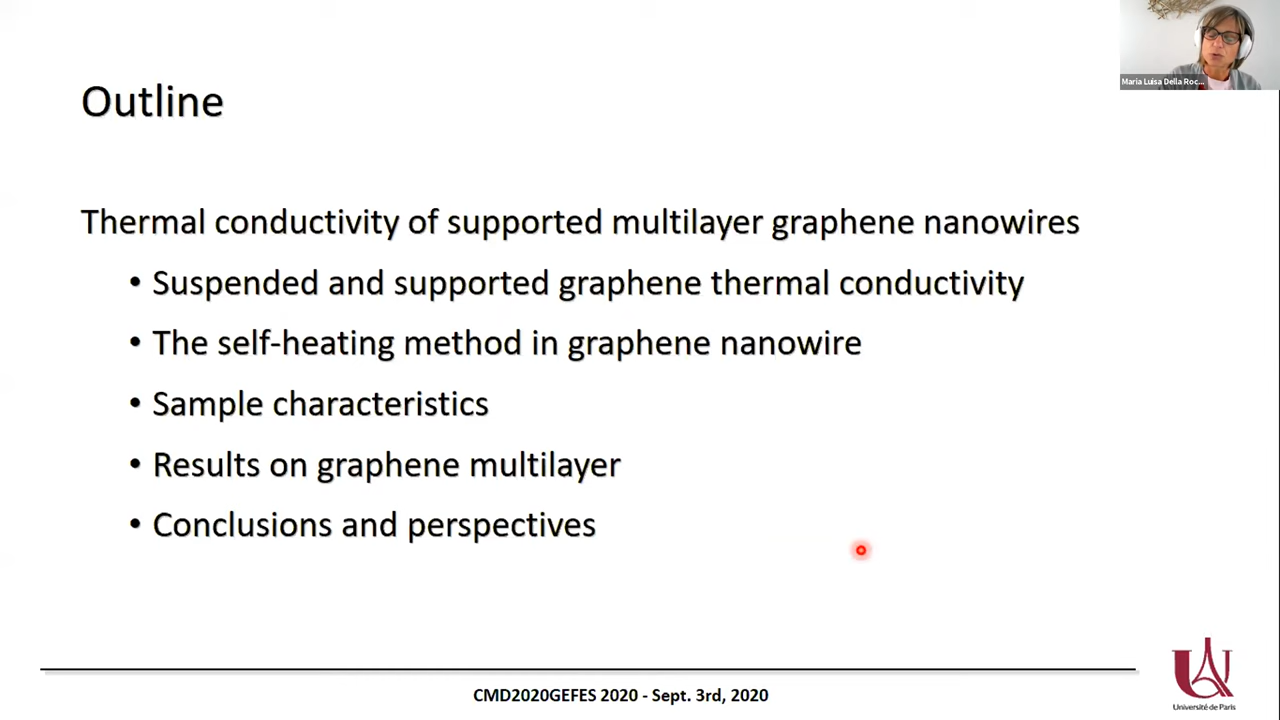 Maria Luisa Della Roc...
Outline
Thermal conductivity of supported multilayer graphene nanowires
• Suspended and supported graphene thermal conductivity
• The self-heating method in graphene nanowire
• Sample characteristics
• Results on graphene multilayer
• Conclusions and perspectives
CMD2020GEFES 2020 - Sept. 3rd, 2020
Université de Paris